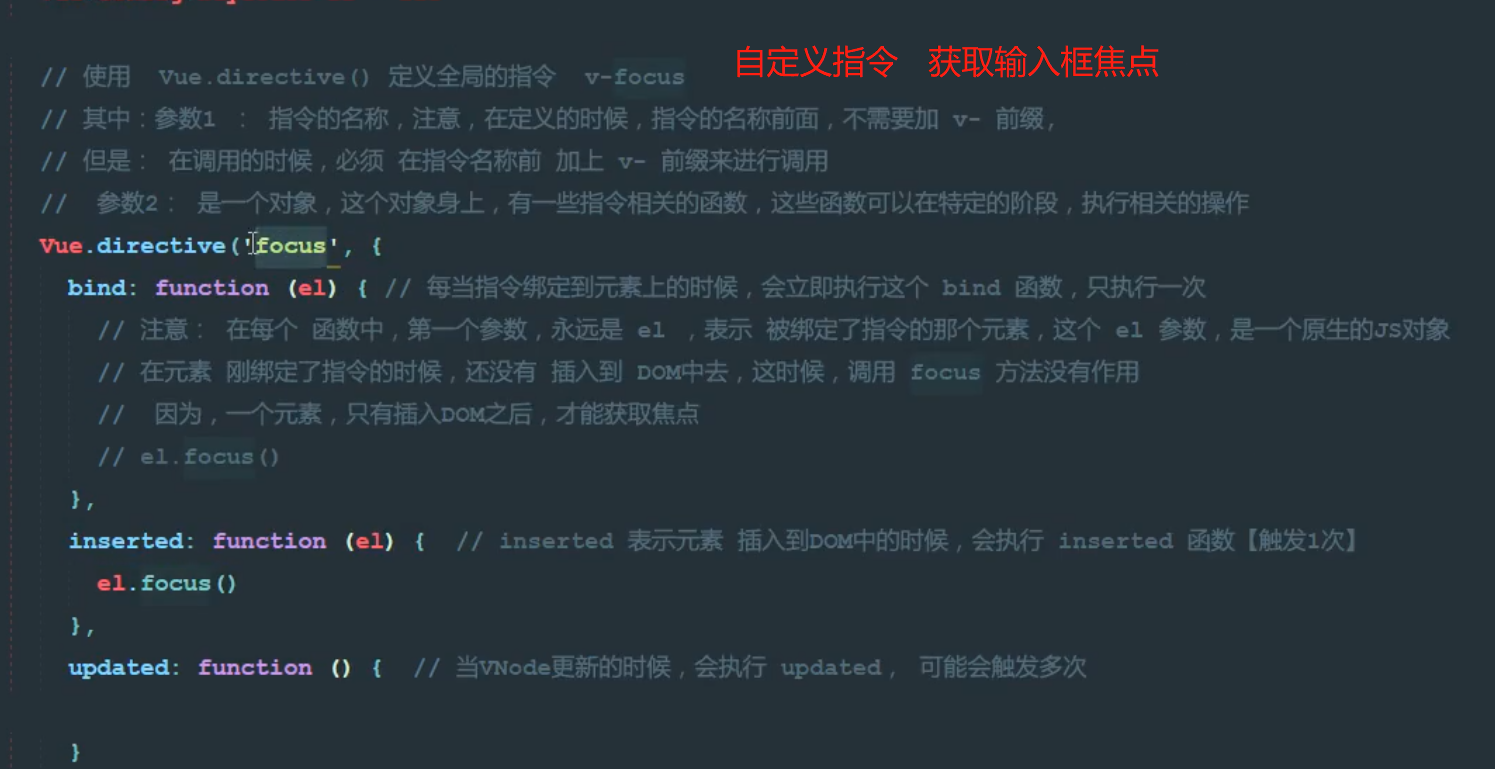 自定义指令 获取输入框焦点
// 使用 Vue.directive() 定义全局的指令 v-focus
// 其中：参数1 ： 指令的名称，注意，在定义的时候，指令的名称前面，不需要加 v- 前缀,
// 但是： 在调用的时候，必须 在指令名称前 加上 v- 前缀来进行调用
// 参数2： 是一个对象，这个对象身上，有一些指令相关的函数，这些函数可以在特定的阶段，执行相关的操作
Vue.directive('focus', {
bind: function (el) { // 每当指令绑定到元素上的时候，会立即执行这个 bind 函数，只执行一次
// 注意： 在每个 函数中，第一个参数，永远是 el ，表示 被绑定了指令的那个元素，这个 el 参数，是一个原生的JS对象
// 在元素 刚绑定了指令的时候，还没有 插入到 DOM中去，这时候，调用 focus 方法没有作用
// 因为，一个元素，只有插入DOM之后，才能获取焦点
// el.focus()
},
inserted: function (el) { // inserted 表示元素 插入到DOM中的时候，会执行 inserted 函数【触发1次】
el.focus()
},
updated: function () { // 当VNode更新的时候，会执行 updated， 可能会触发多次
}